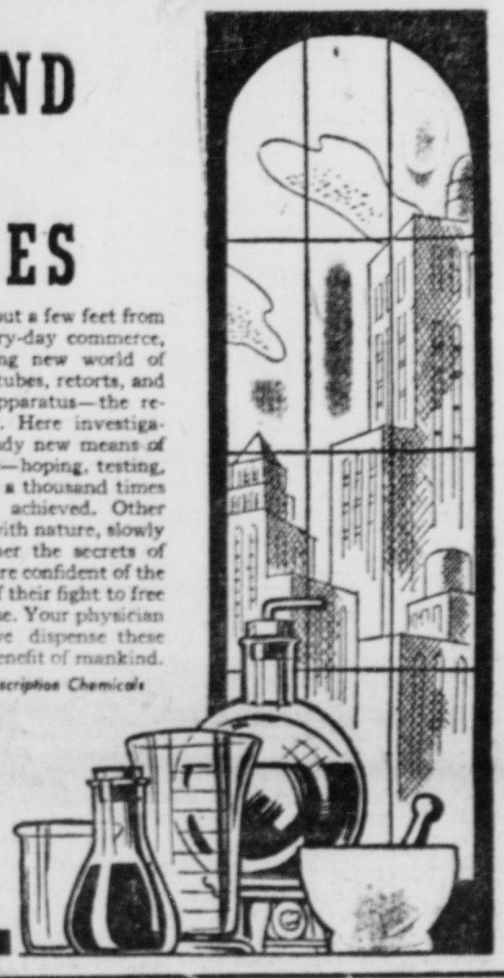 ND
ES
out a few feet from
ry-day commerce,
ng new world of
tubes, retorts, and
pparatus—the re-
. Here investiga-
ady new means of
—hoping, testing,
a thousand times
achieved. Other
with nature, slowly
her the secrets of
re confident of the
f their fight to free
se. Your physician
ve dispense these
enefit of mankind.
scription Chemicals